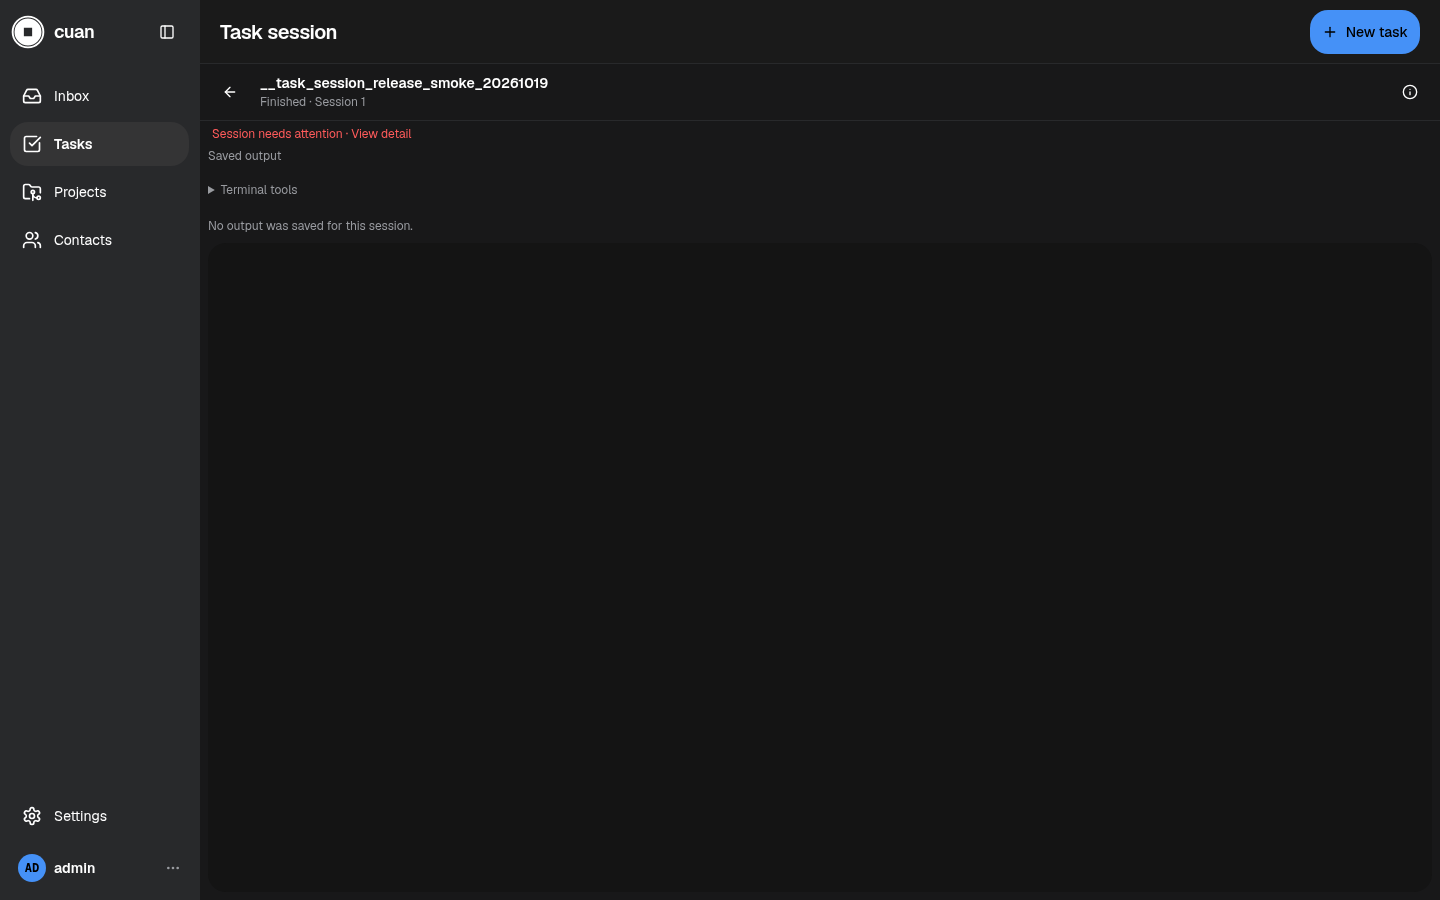 cuan
Inbox
Tasks
Projects
Contacts
Settings
AD
admin
Task session
New task
__task_session_release_smoke_20261019
Finished · Session 1
Session needs attention · View detail
Saved output
Terminal tools
No output was saved for this session.